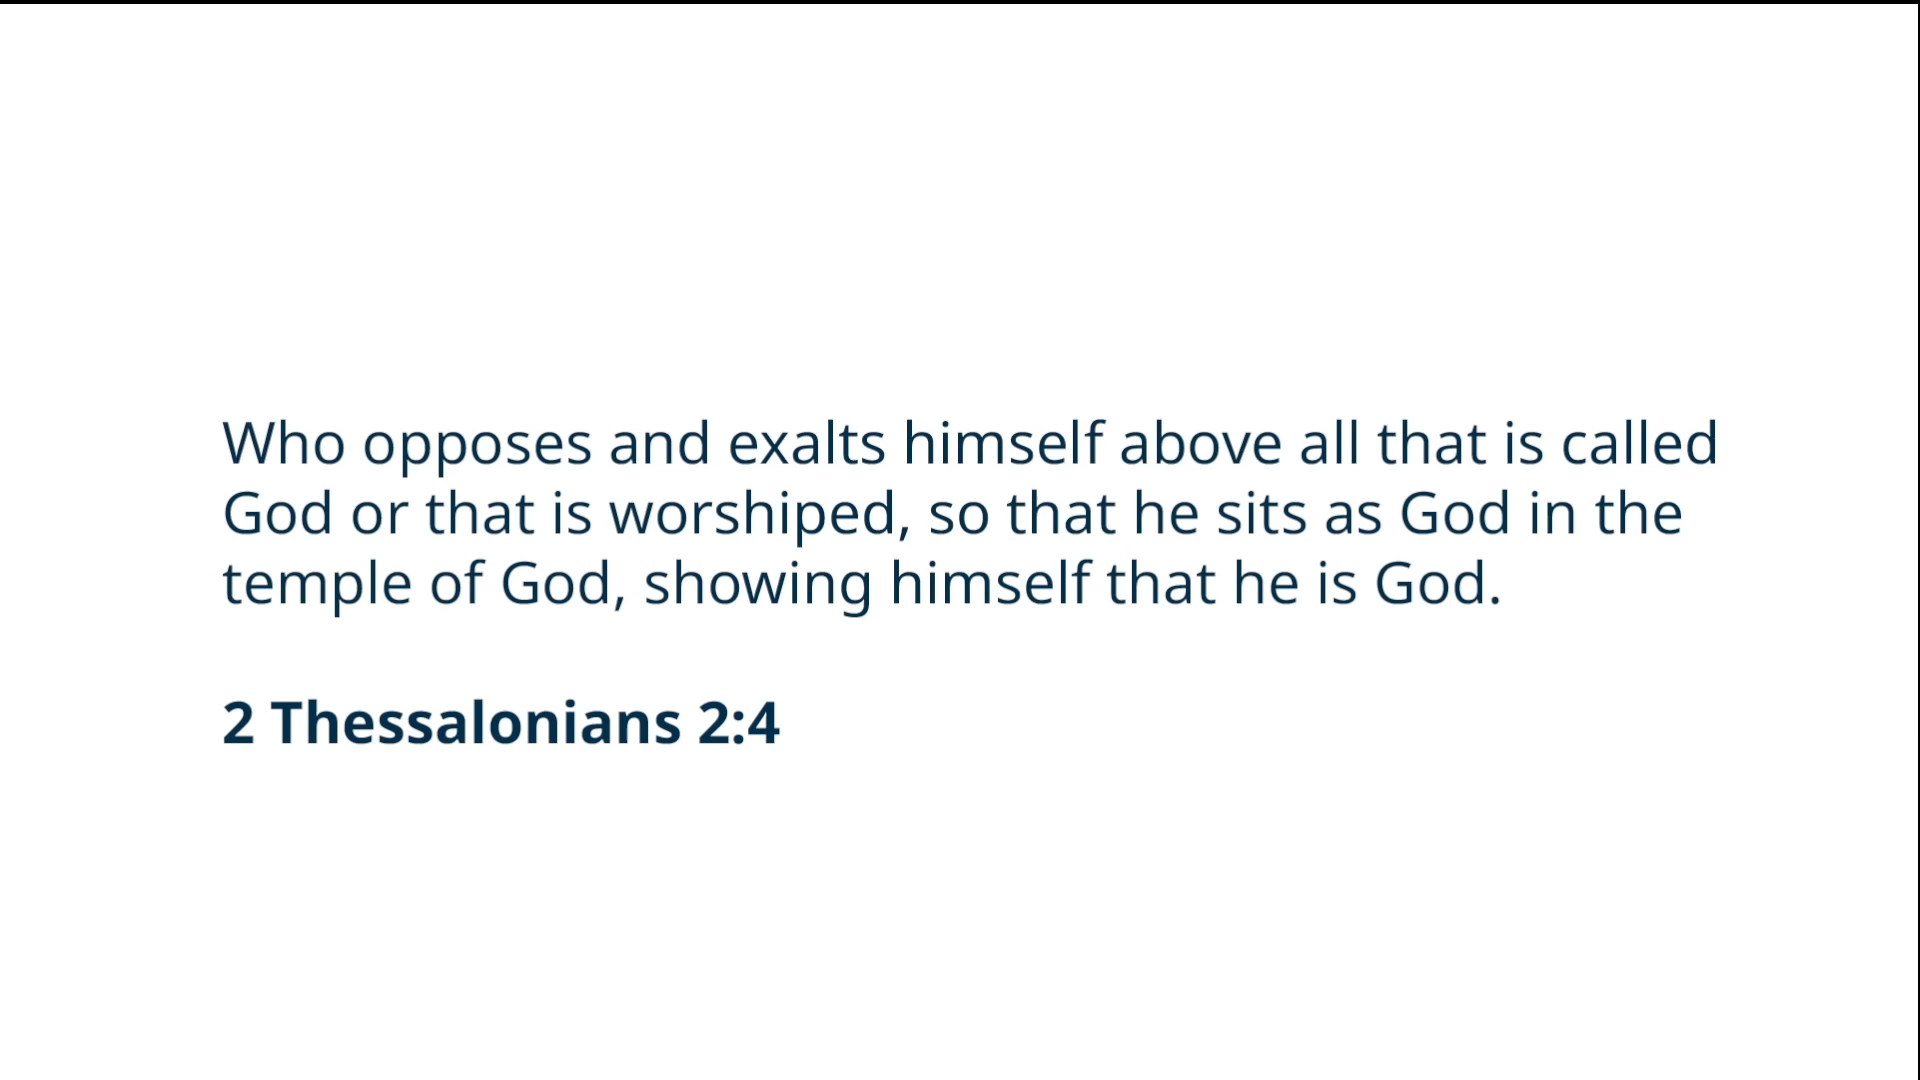 Who opposes and exalts himself above all that is called
God or that is worshiped, so that he sits as God in the
temple of God, showing himself that he is God.
2 Thessalonians 2:4